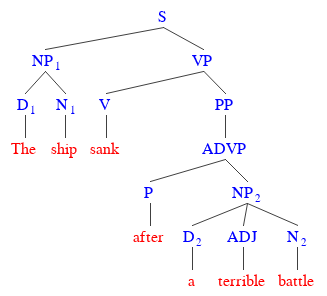 S
NP1 VP
D1 N1 V PP
The ship sank ADVP
P NP2
after D2 ADJ N2
a terrible battle